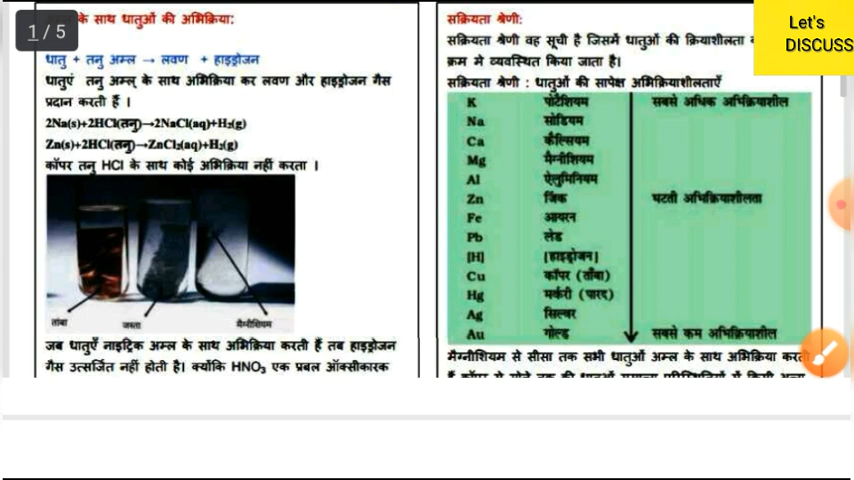 1 / 5
Let's
DISCUSS
के साथ धातुओं की अभिक्रिया:
धातु + तनु अम्ल → लवण + हाइड्रोजन
धातुएं तनु अम्ल् के साथ अभिक्रिया कर लवण और हाइड्रोजन गैस
प्रदान करती हैं ।
2Na(s)+2HCl(तनु)→2NaCl(aq)+H₂(g)
Zn(s)+2HCl(तनु)→ZnCl₂(aq)+H₂(g)
कॉपर तनु HCl के साथ कोई अभिक्रिया नहीं करता ।
तांबा जस्ता मैग्नीशियम
जब धातुएँ नाइट्रिक अम्ल के साथ अभिक्रिया करती हैं तब हाइड्रोजन
गैस उत्सर्जित नहीं होती है। क्योंकि HNO₃ एक प्रबल ऑक्सीकारक
सक्रियता श्रेणी:
सक्रियता श्रेणी वह सूची है जिसमें धातुओं की क्रियाशीलता
क्रम मे व्यवस्थित किया जाता है।
सक्रियता श्रेणी : धातुओं की सापेक्ष अभिक्रियाशीलताएँ
K पोटैशियम सबसे अधिक अभिक्रियाशील
Na सोडियम
Ca कैल्सियम
Mg मैग्नीशियम
Al ऐलुमिनियम
Zn जिंक घटती अभिक्रियाशीलता
Fe आयरन
Pb लेड
[H] [हाइड्रोजन]
Cu कॉपर (ताँबा)
Hg मर्करी (पारद)
Ag सिल्वर
Au गोल्ड सबसे कम अभिक्रियाशील
मैग्नीशियम से सीसा तक सभी धातुओं अम्ल के साथ अभिक्रिया करती